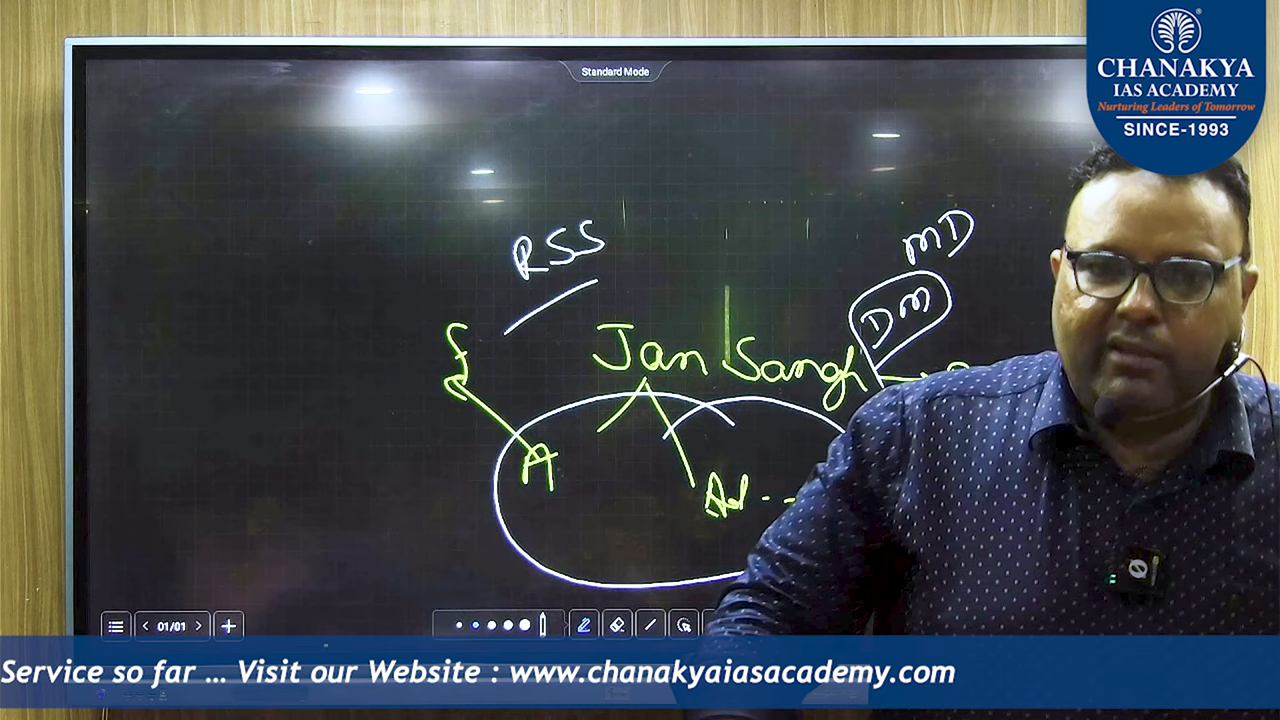 CHANAKYA
IAS ACADEMY
Nurturing Leaders of Tomorrow
SINCE-1993
Standard Mode
RSS
MD
DM
Jan Sangh
A
01/01
Service so far ... Visit our Website : www.chanakyaiasacademy.com